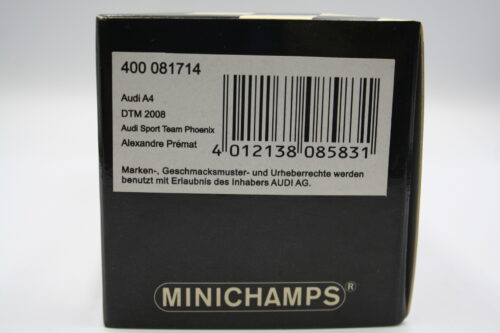 400 081714
Audi A4
DTM 2008
Audi Sport Team Phoenix
Alexandre Prémat
4 012138 085831
Marken-, Geschmacksmuster- und Urheberrechte werden
benutzt mit Erlaubnis des Inhabers AUDI AG.
MINICHAMPS®